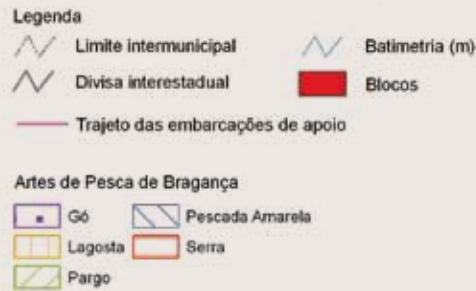 Legenda
Limite intermunicipal
Batimetria (m)
Divisa interestadual
Blocos
Trajeto das embarcações de apoio
Artes de Pesca de Bragança
Gó
Pescada Amarela
Lagosta
Serra
Pargo